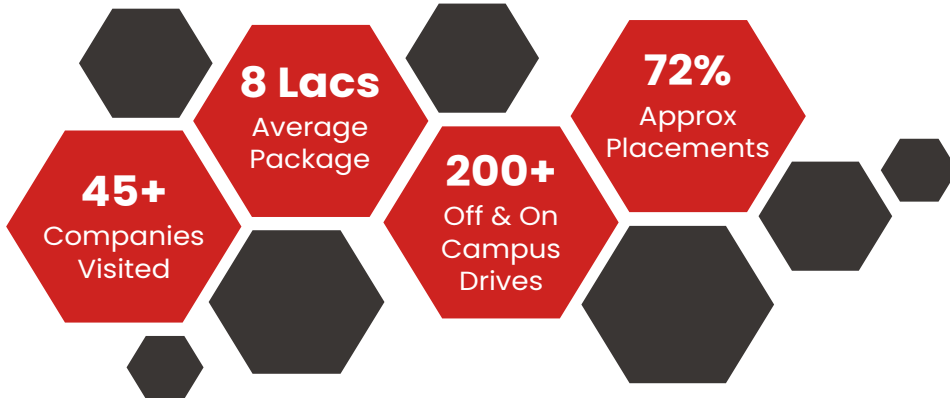 45+
Companies
Visited
8 Lacs
Average
Package
200+
Off & On
Campus
Drives
72%
Approx
Placements